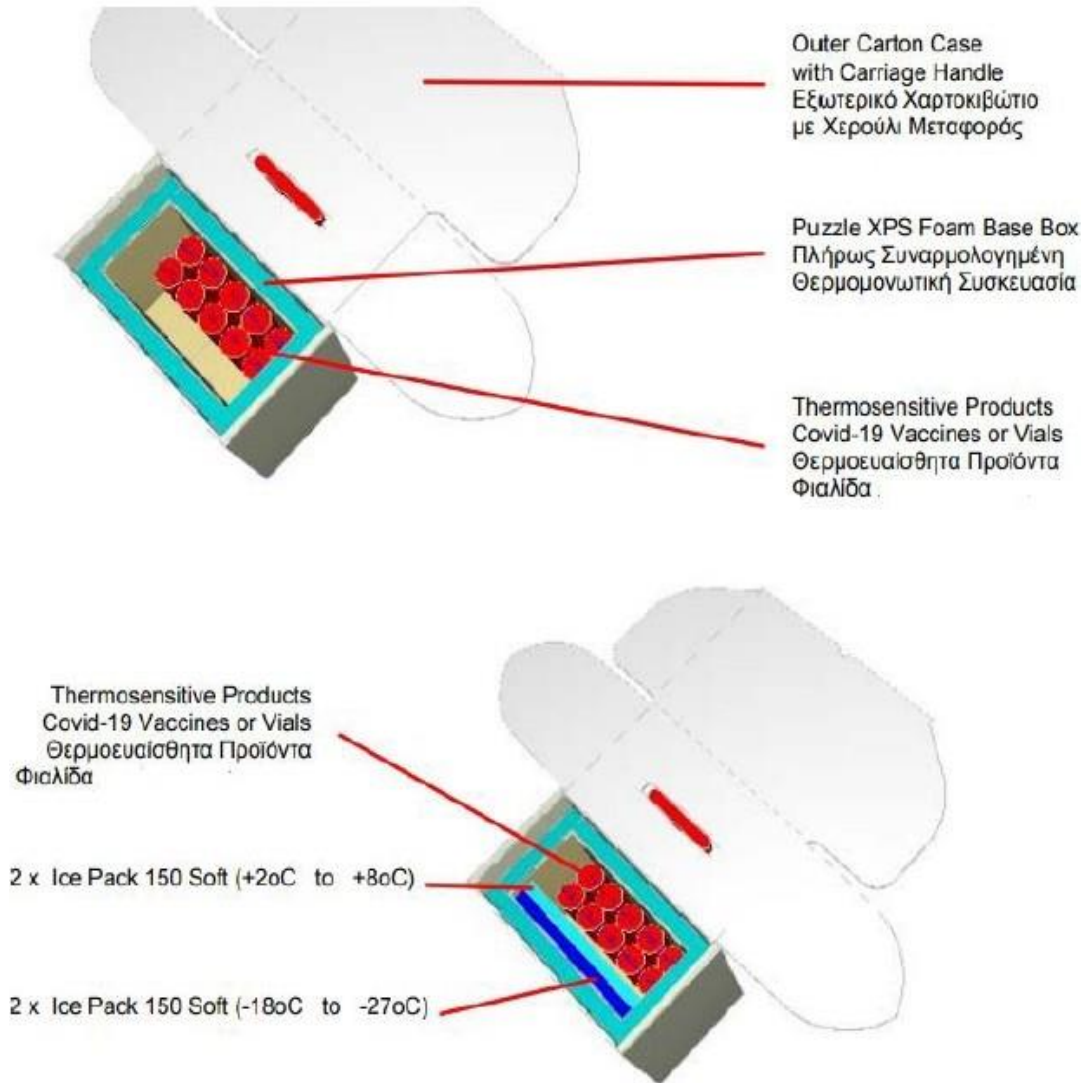 Outer Carton Case
with Carriage Handle
Εξωτερικό Χαρτοκιβώτιο
με Χερούλι Μεταφοράς
Puzzle XPS Foam Base Box
Πλήρως Συναρμολογημένη
Θερμομονωτική Συσκευασία
Thermosensitive Products
Covid-19 Vaccines or Vials
Θερμοευαίσθητα Προϊόντα
Φιαλίδα
Thermosensitive Products
Covid-19 Vaccines or Vials
Θερμοευαίσθητα Προϊόντα
Φιαλίδα
2 x Ice Pack 150 Soft (+2oC to +8oC)
2 x Ice Pack 150 Soft (-18oC to -27oC)